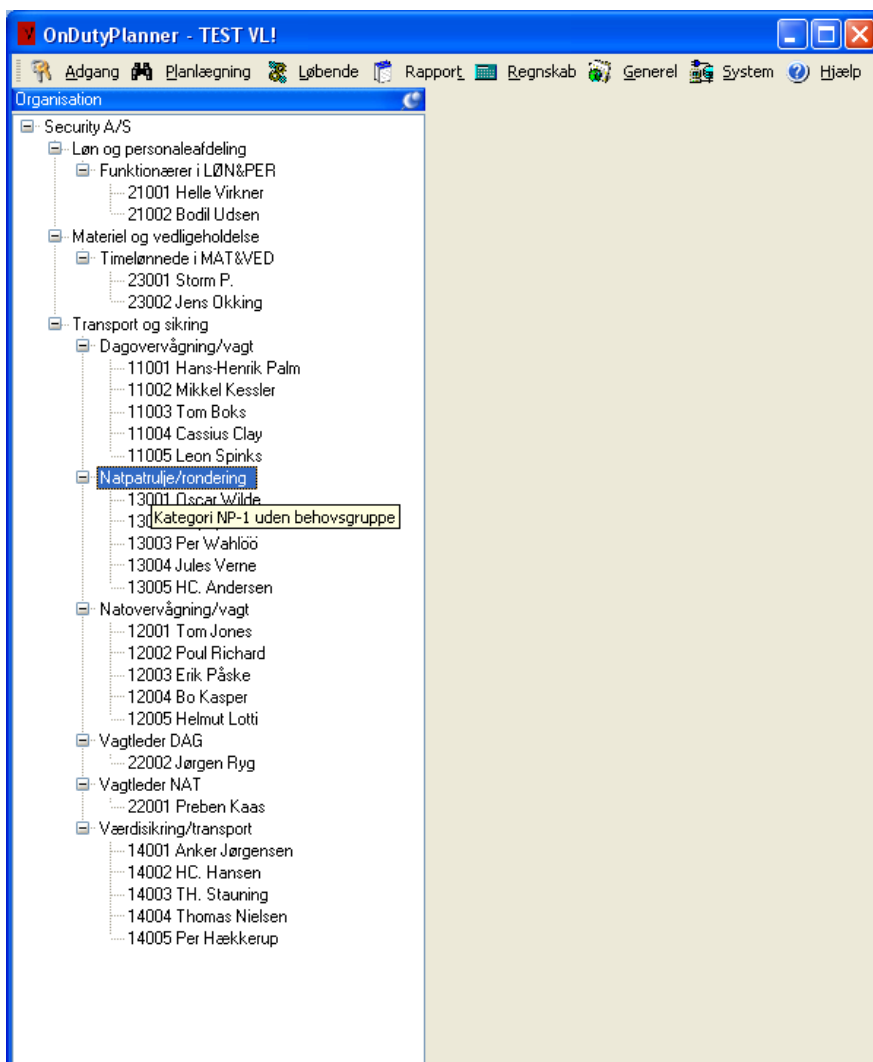 OnDutyPlanner - TEST VL!
Adgang Planlægning Løbende Rapport Regnskab Generel System Hjælp
Organisation
Security A/S
Løn og personaleafdeling
Funktionærer i LØN&PER
21001 Helle Virkner
21002 Bodil Udsen
Materiel og vedligeholdelse
Timelønnede i MAT&VED
23001 Storm P.
23002 Jens Okking
Transport og sikring
Dagovervågning/vagt
11001 Hans-Henrik Palm
11002 Mikkel Kessler
11003 Tom Boks
11004 Cassius Clay
11005 Leon Spinks
Natpatrulje/rondering
13001 Oscar Wilde
Kategori NP-1 uden behovsgruppe
13003 Per Wahlöö
13004 Jules Verne
13005 HC. Andersen
Natovervågning/vagt
12001 Tom Jones
12002 Poul Richard
12003 Erik Påske
12004 Bo Kasper
12005 Helmut Lotti
Vagtleder DAG
22002 Jørgen Ryg
Vagtleder NAT
22001 Preben Kaas
Værdisikring/transport
14001 Anker Jørgensen
14002 HC. Hansen
14003 TH. Stauning
14004 Thomas Nielsen
14005 Per Hækkerup